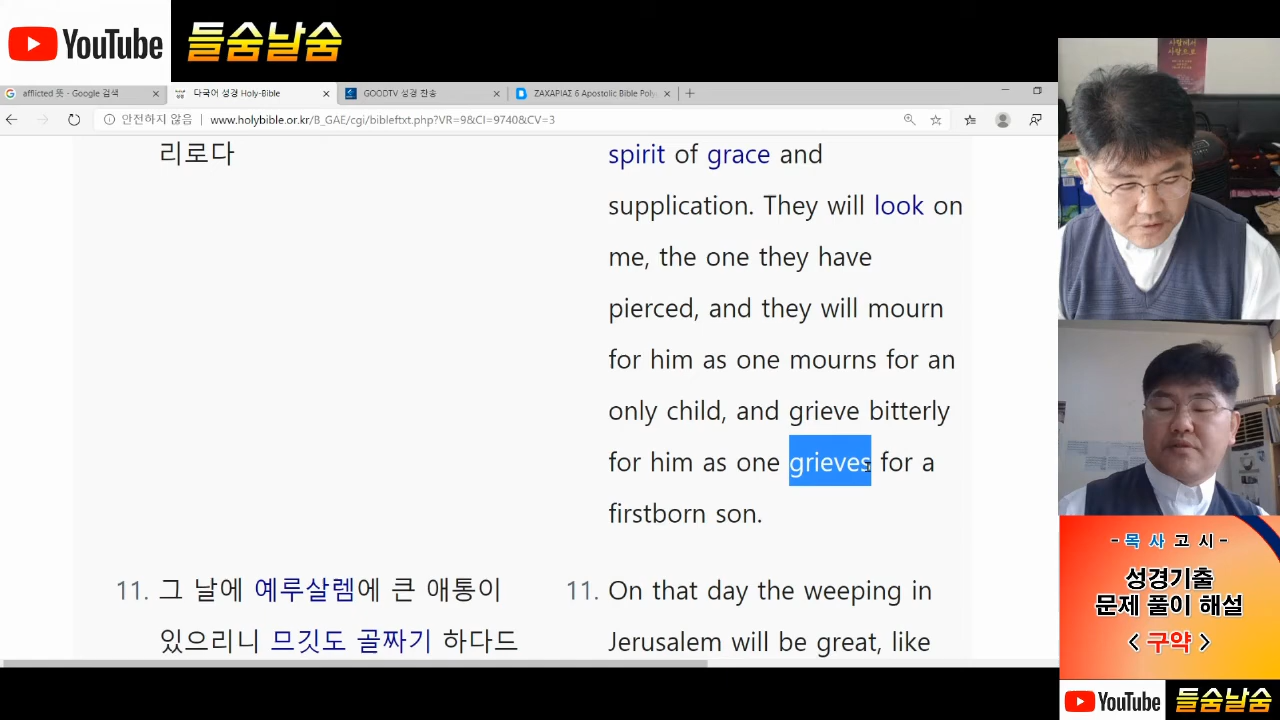 YouTube 들숨날숨
afflicted 뜻 - Google 검색
다국어 성경 Holy-Bible
GOODTV 성경 찬송
ΖΑΧΑΡΙΑΣ 6 Apostolic Bible Poly
안전하지 않음 | www.holybible.or.kr/B_GAE/cgi/bibleftxt.php?VR=9&CI=9740&CV=3
리로다
spirit of grace and
supplication. They will look on
me, the one they have
pierced, and they will mourn
for him as one mourns for an
only child, and grieve bitterly
for him as one grieves for a
firstborn son.
11. 그 날에 예루살렘에 큰 애통이
있으리니 므깃도 골짜기 하다드
11. On that day the weeping in
Jerusalem will be great, like
사랑으로
- 목 사 고 시 -
성경기출
문제 풀이 해설
< 구약 >
YouTube 들숨날숨